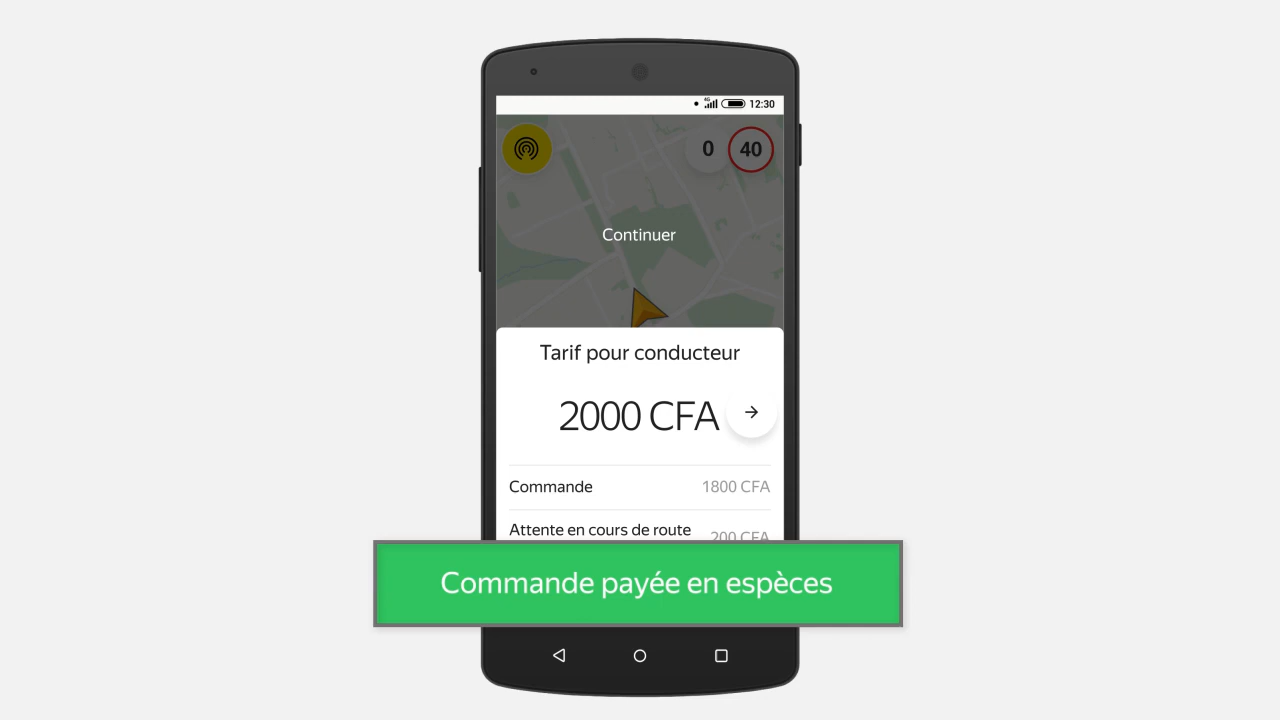 4G 12:30
0 40
Continuer
Tarif pour conducteur
2000 CFA
Commande 1800 CFA
Attente en cours de route 200 CFA
Commande payée en espèces